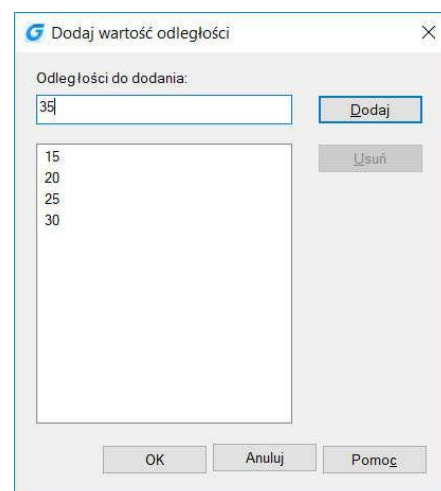 Dodaj wartość odległości
Odległości do dodania:
35
Dodaj
15
20
25
30
Usuń
OK
Anuluj
Pomoc